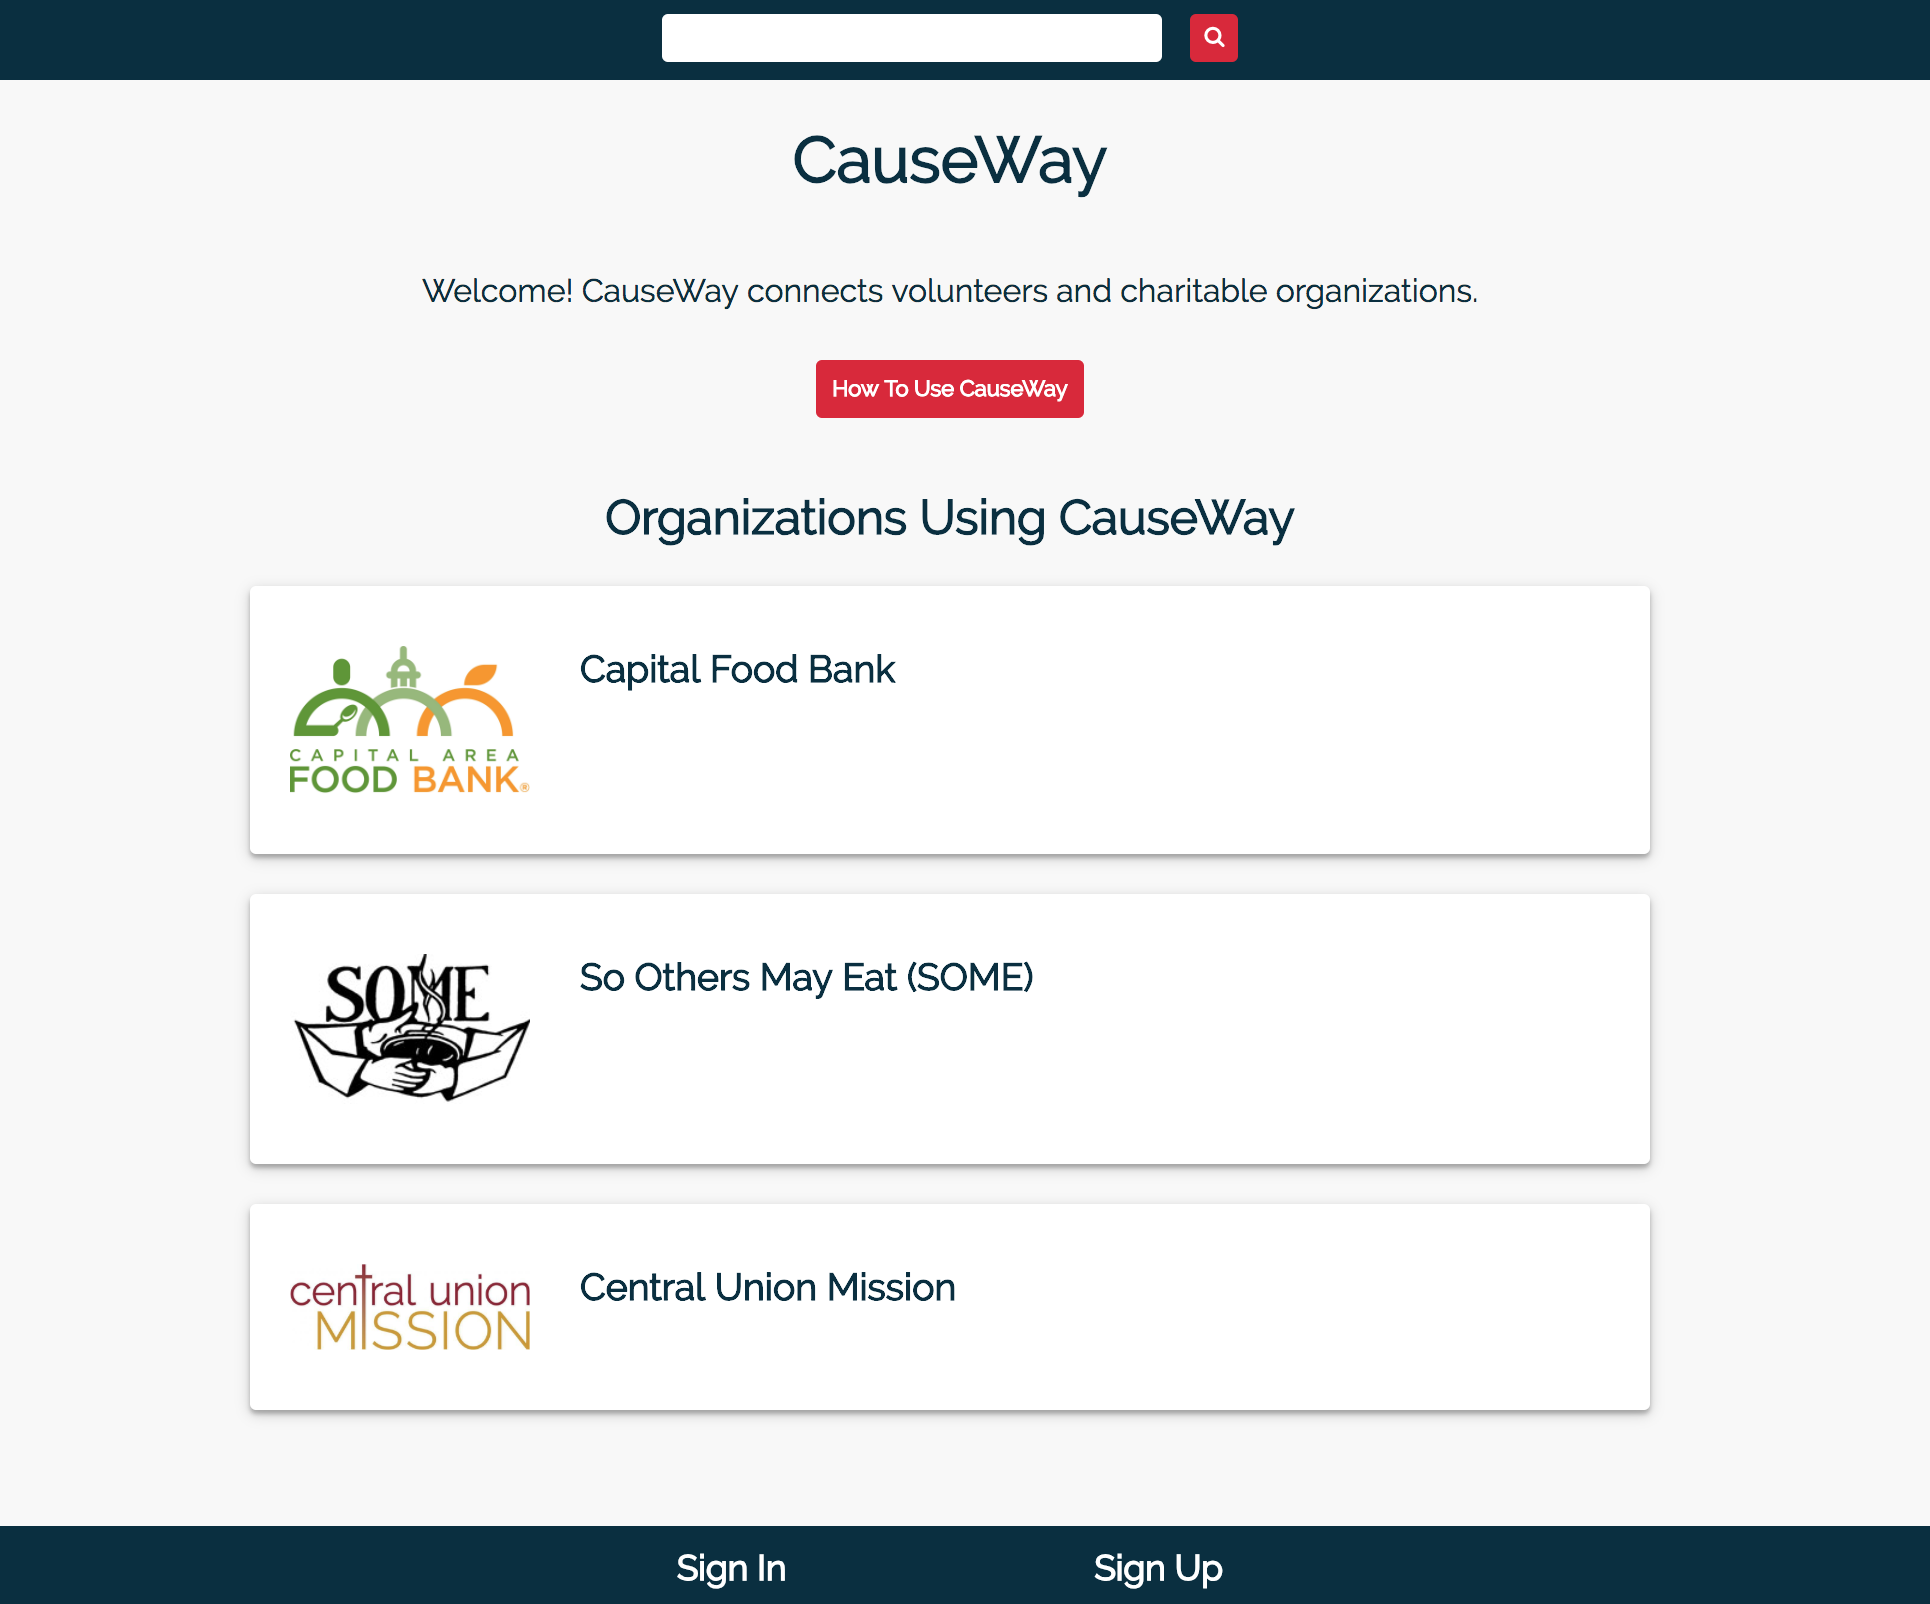 CauseWay
Welcome! CauseWay connects volunteers and charitable organizations.
How To Use CauseWay
Organizations Using CauseWay
CAPITAL AREA
FOOD BANK®
Capital Food Bank
SOME
So Others May Eat (SOME)
central union
MISSION
Central Union Mission
Sign In
Sign Up